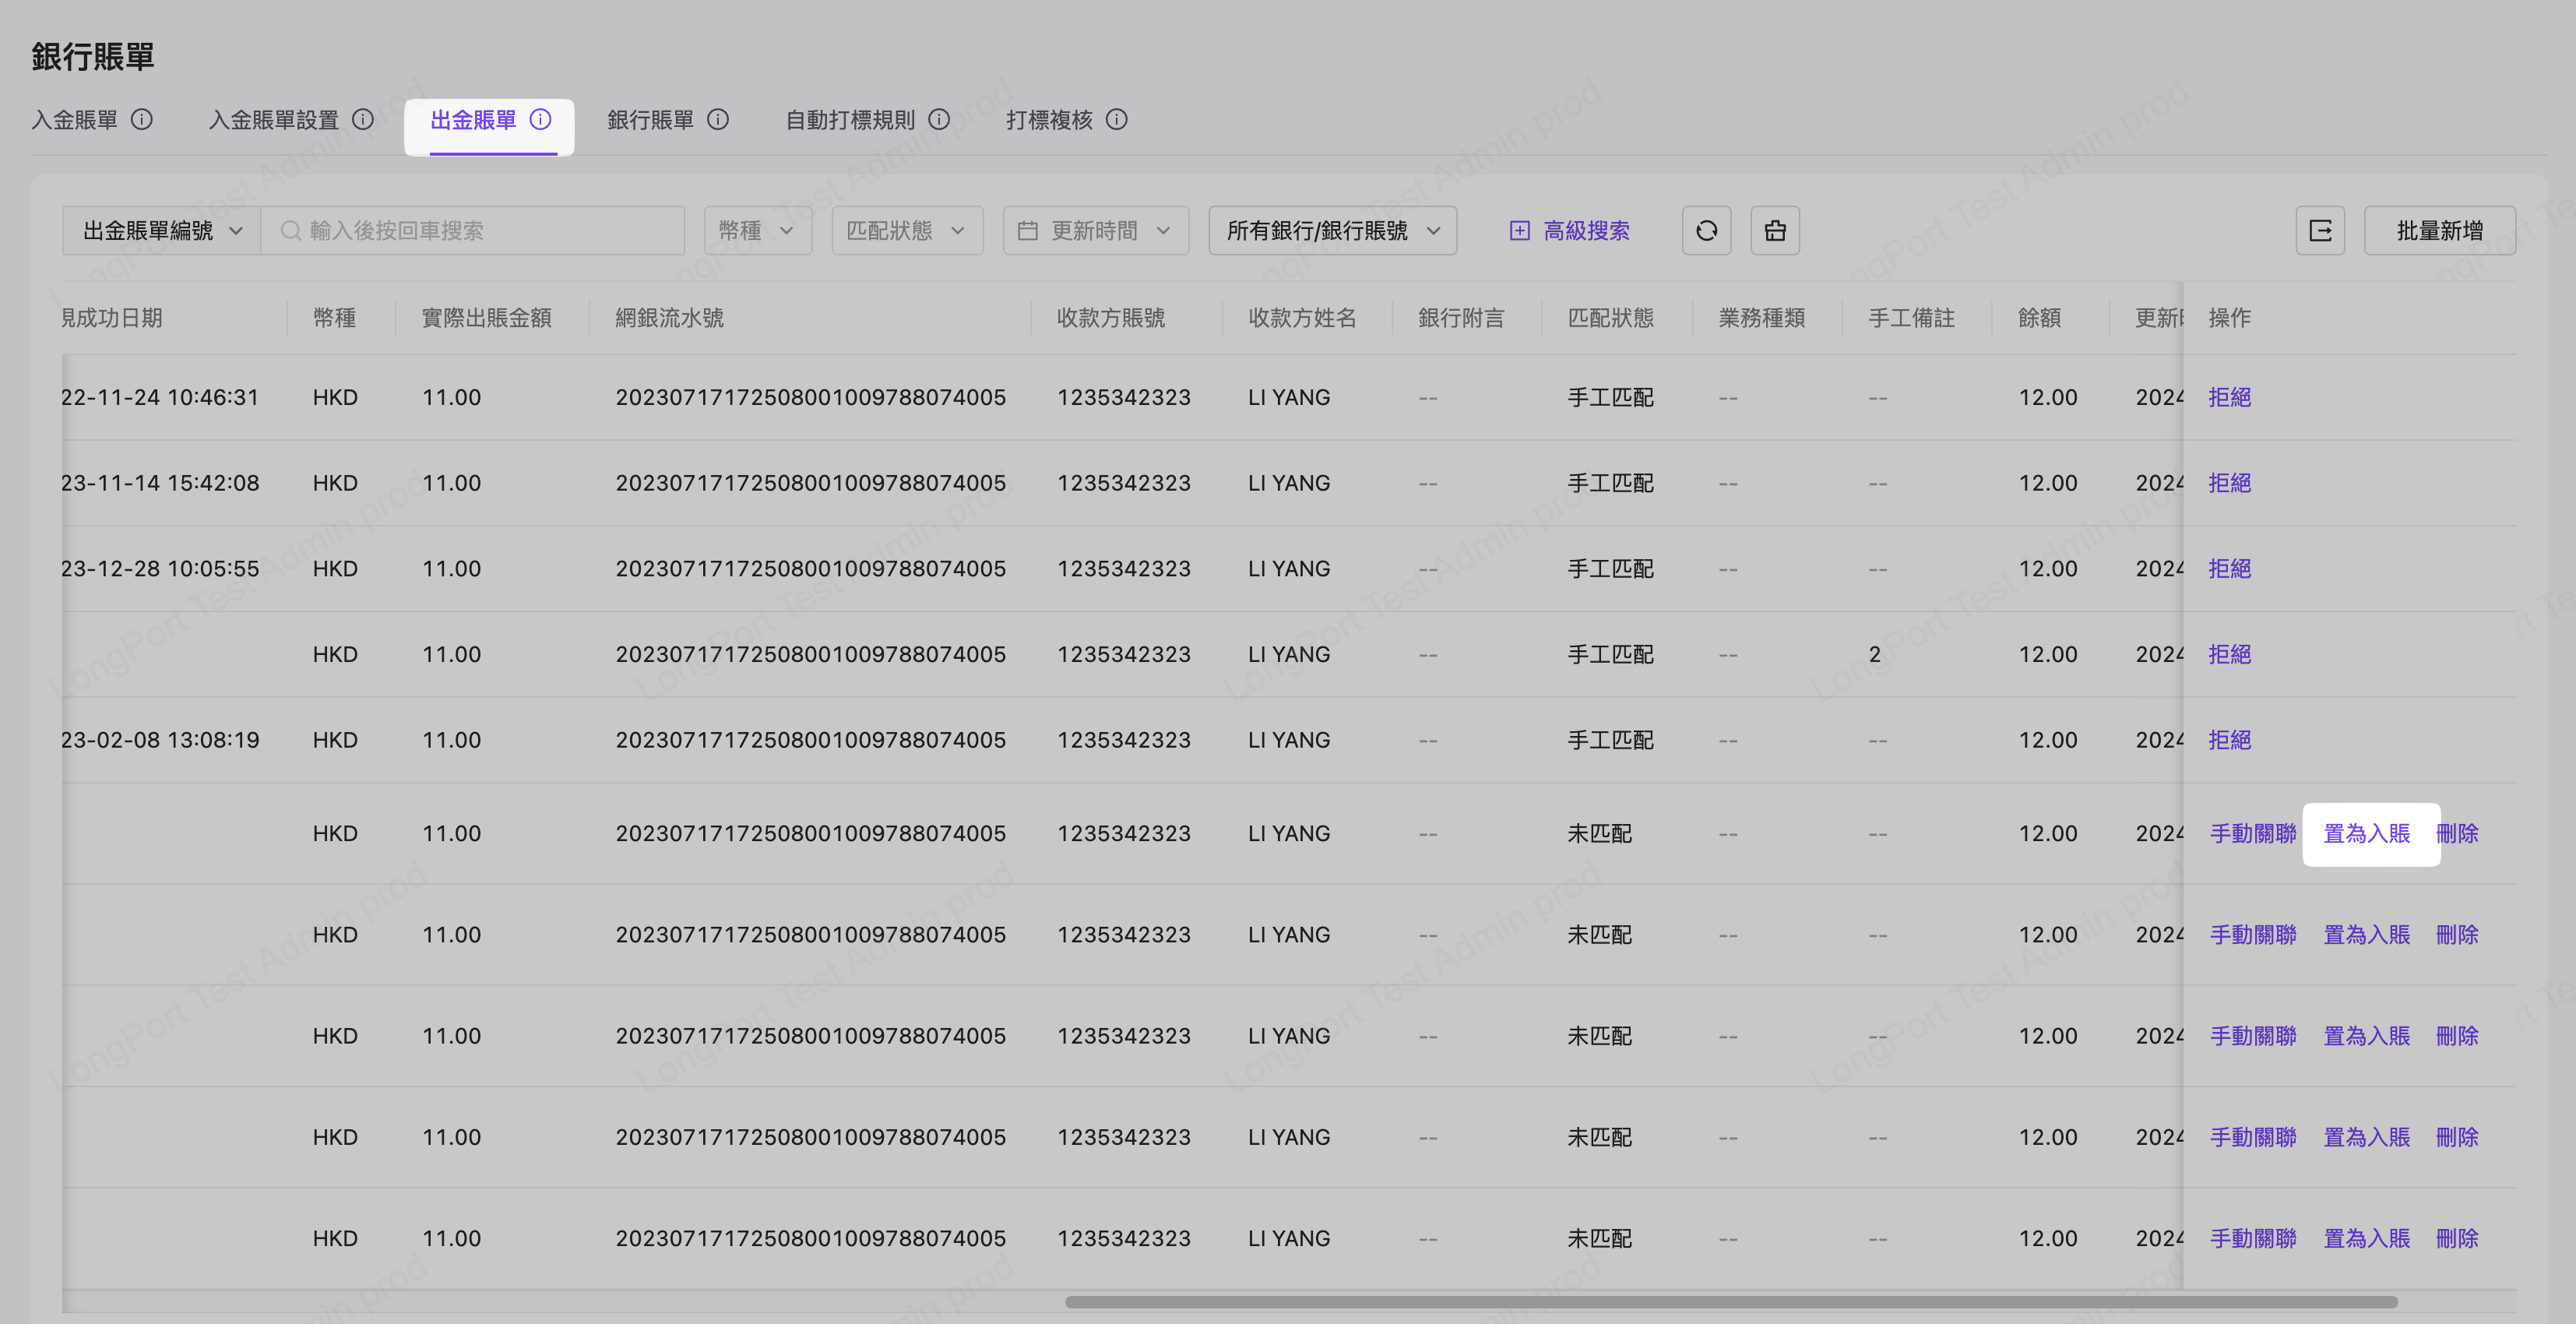 銀行賬單
入金賬單 入金賬單設置 出金賬單 銀行賬單 自動打標規則 打標複核
出金賬單編號 輸入後按回車搜索 幣種 匹配狀態 更新時間 所有銀行/銀行賬號 高級搜索 批量新增
成功日期 幣種 實際出賬金額 網銀流水號 收款方賬號 收款方姓名 銀行附言 匹配狀態 業務種類 手工備註 餘額 更新 操作
22-11-24 10:46:31 HKD 11.00 20230717172508001009788074005 1235342323 LI YANG -- 手工匹配 -- -- 12.00 2024 拒絕
23-11-14 15:42:08 HKD 11.00 20230717172508001009788074005 1235342323 LI YANG -- 手工匹配 -- -- 12.00 2024 拒絕
23-12-28 10:05:55 HKD 11.00 20230717172508001009788074005 1235342323 LI YANG -- 手工匹配 -- -- 12.00 2024 拒絕
HKD 11.00 20230717172508001009788074005 1235342323 LI YANG -- 手工匹配 -- 2 12.00 2024 拒絕
23-02-08 13:08:19 HKD 11.00 20230717172508001009788074005 1235342323 LI YANG -- 手工匹配 -- -- 12.00 2024 拒絕
HKD 11.00 20230717172508001009788074005 1235342323 LI YANG -- 未匹配 -- -- 12.00 2024 手動關聯 置為入賬 刪除
HKD 11.00 20230717172508001009788074005 1235342323 LI YANG -- 未匹配 -- -- 12.00 2024 手動關聯 置為入賬 刪除
HKD 11.00 20230717172508001009788074005 1235342323 LI YANG -- 未匹配 -- -- 12.00 2024 手動關聯 置為入賬 刪除
HKD 11.00 20230717172508001009788074005 1235342323 LI YANG -- 未匹配 -- -- 12.00 2024 手動關聯 置為入賬 刪除
HKD 11.00 20230717172508001009788074005 1235342323 LI YANG -- 未匹配 -- -- 12.00 2024 手動關聯 置為入賬 刪除
LongPort Test Admin prod